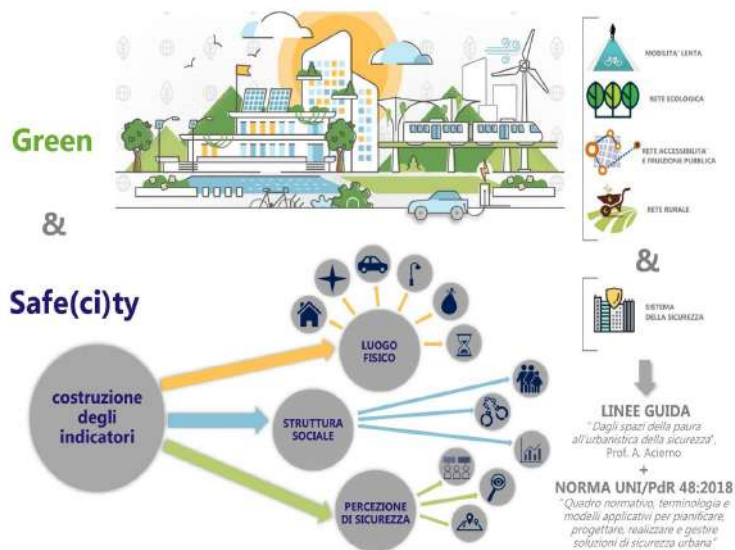 Green
&
Safe(ci)ty
MOBILITA' LENTA
RETE ECOLOGICA
RETE ACCESSIBILITA'
E FRUIZIONE PUBBLICA
RETE RURALE
&
SISTEMA
DELLA SICUREZZA
costruzione
degli
indicatori
LUOGO
FISICO
STRUTTURA
SOCIALE
PERCEZIONE
DI SICUREZZA
LINEE GUIDA
"Dagli spazi della paura
all'urbanistica della sicurezza",
Prof. A. Acierno
+
NORMA UNI/PdR 48:2018
"Quadro normativo, terminologia e
modelli applicativi per pianificare,
progettare, realizzare e gestire
soluzioni di sicurezza urbana"